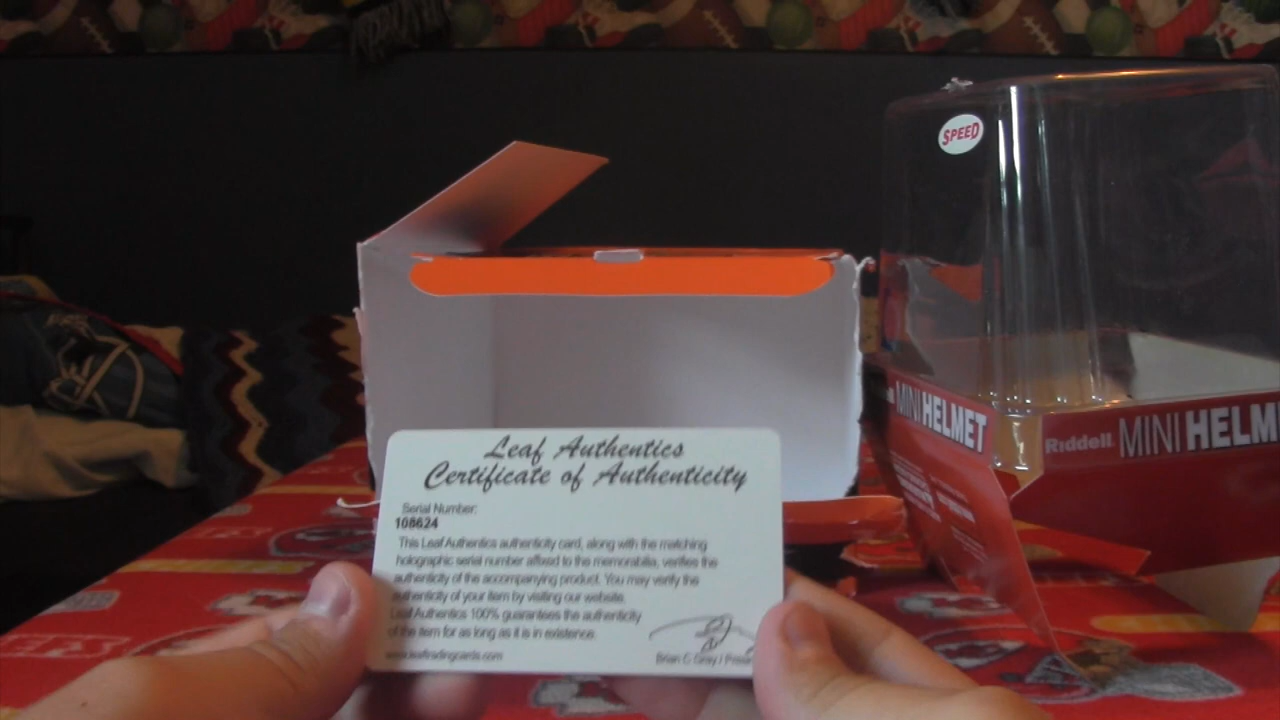 SPEED
MINI HELMET
Riddell MINI HELM
Leaf Authentics
Certificate of Authenticity
Serial Number:
108624
This Leaf Authentics authenticity card, along with the matching
holographic serial number affixed to the memorabilia, verifies the
authenticity of the accompanying product. You may verify the
authenticity of your item by visiting our website.
Leaf Authentics 100% guarantees the authenticity
of the item for as long as it is in existence.
www.leaftradingcards.com
Brian G Gray /